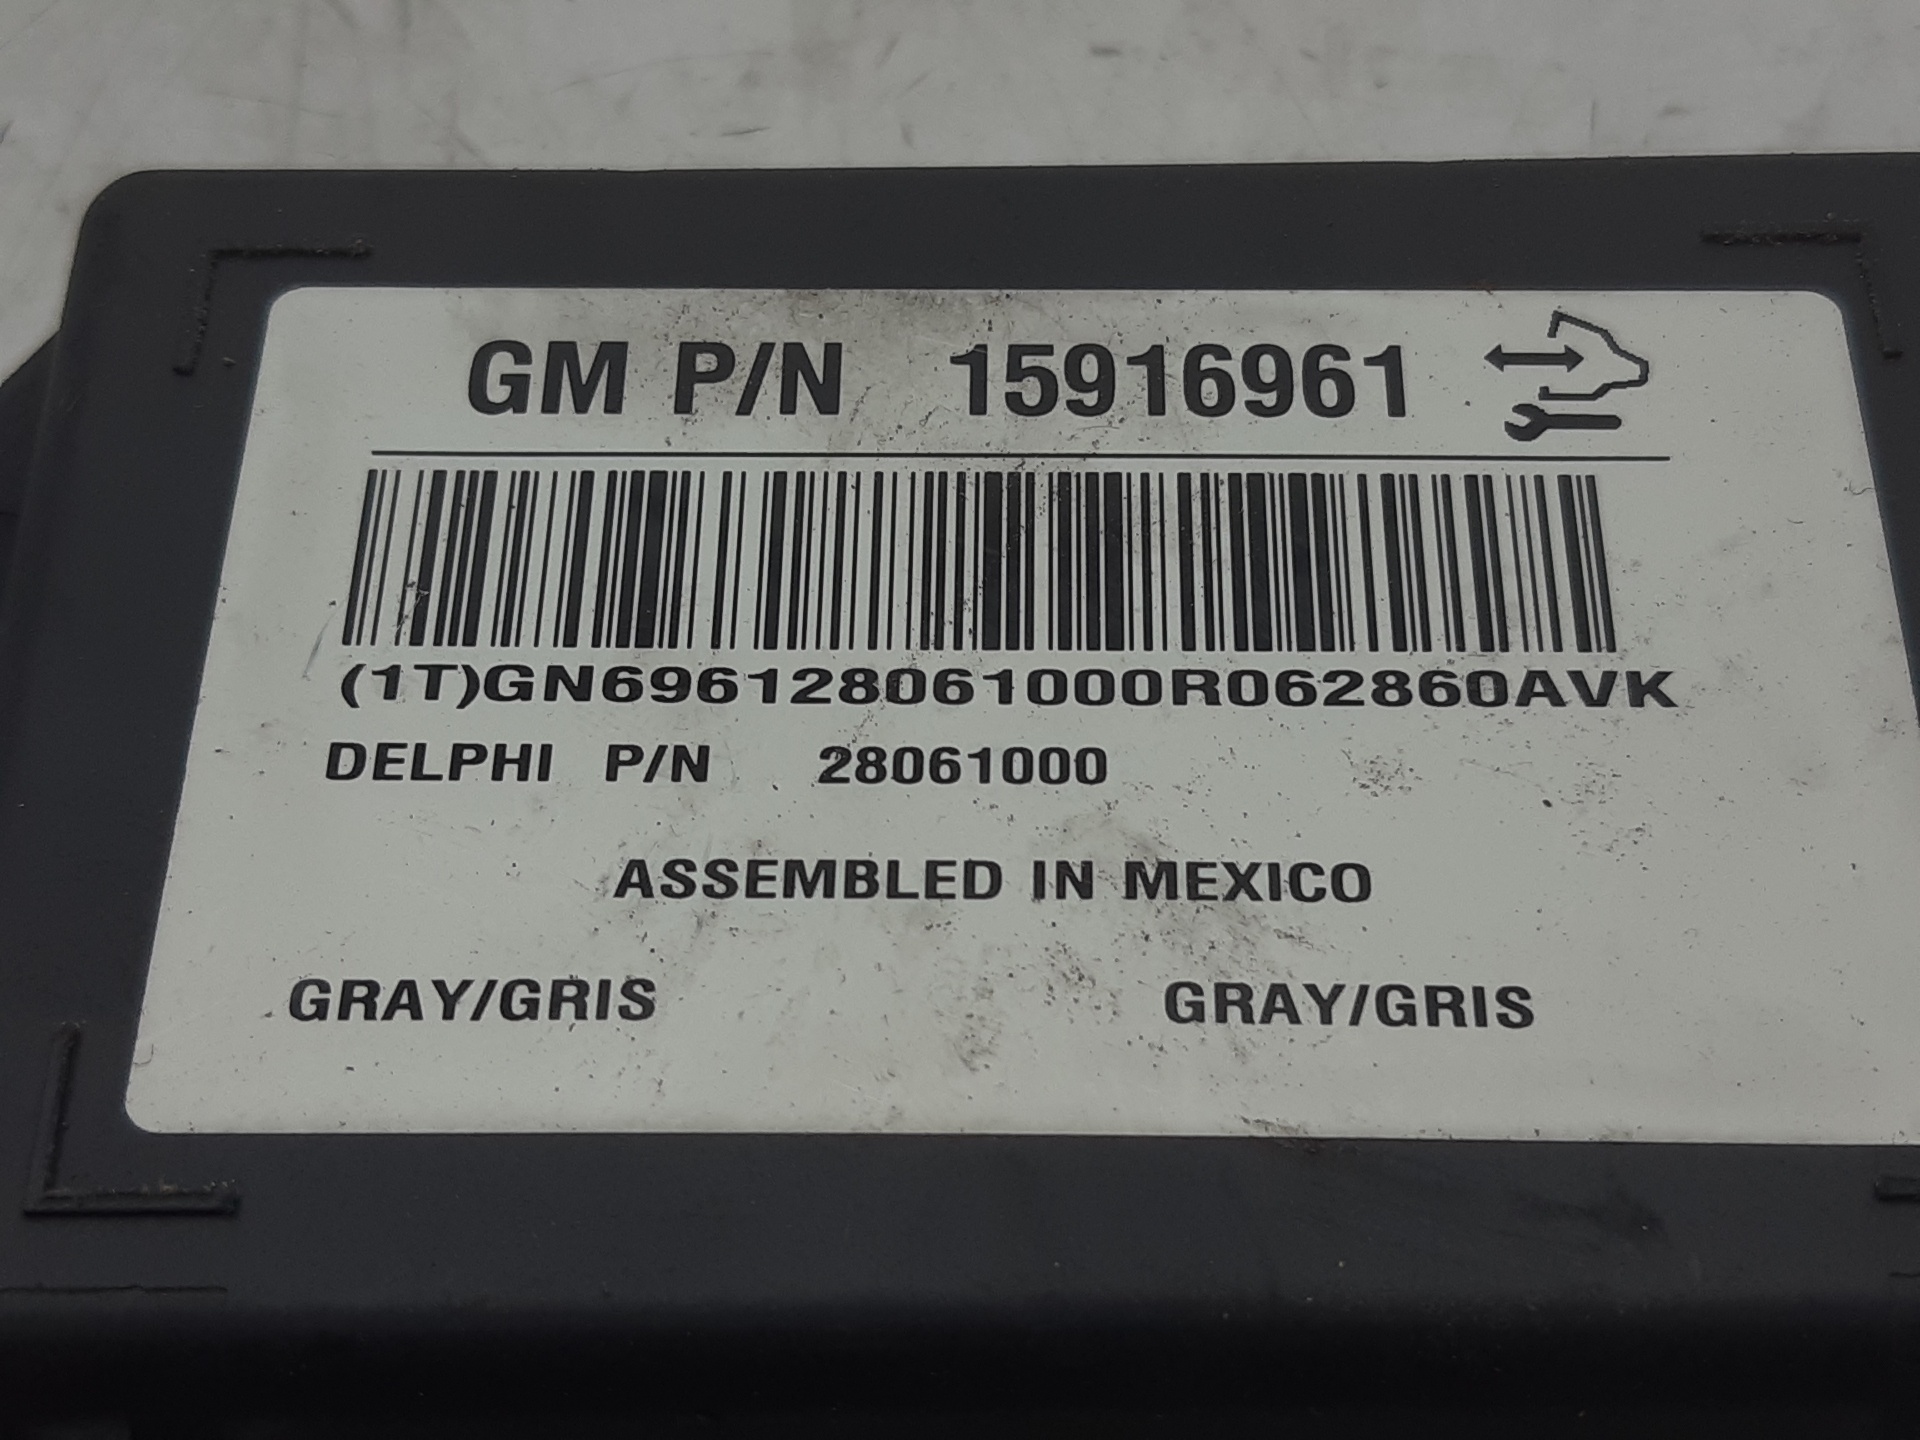 GM P/N 15916961
(1T)GN696128061000R062860AVK
DELPHI P/N 28061000
ASSEMBLED IN MEXICO
GRAY/GRIS GRAY/GRIS